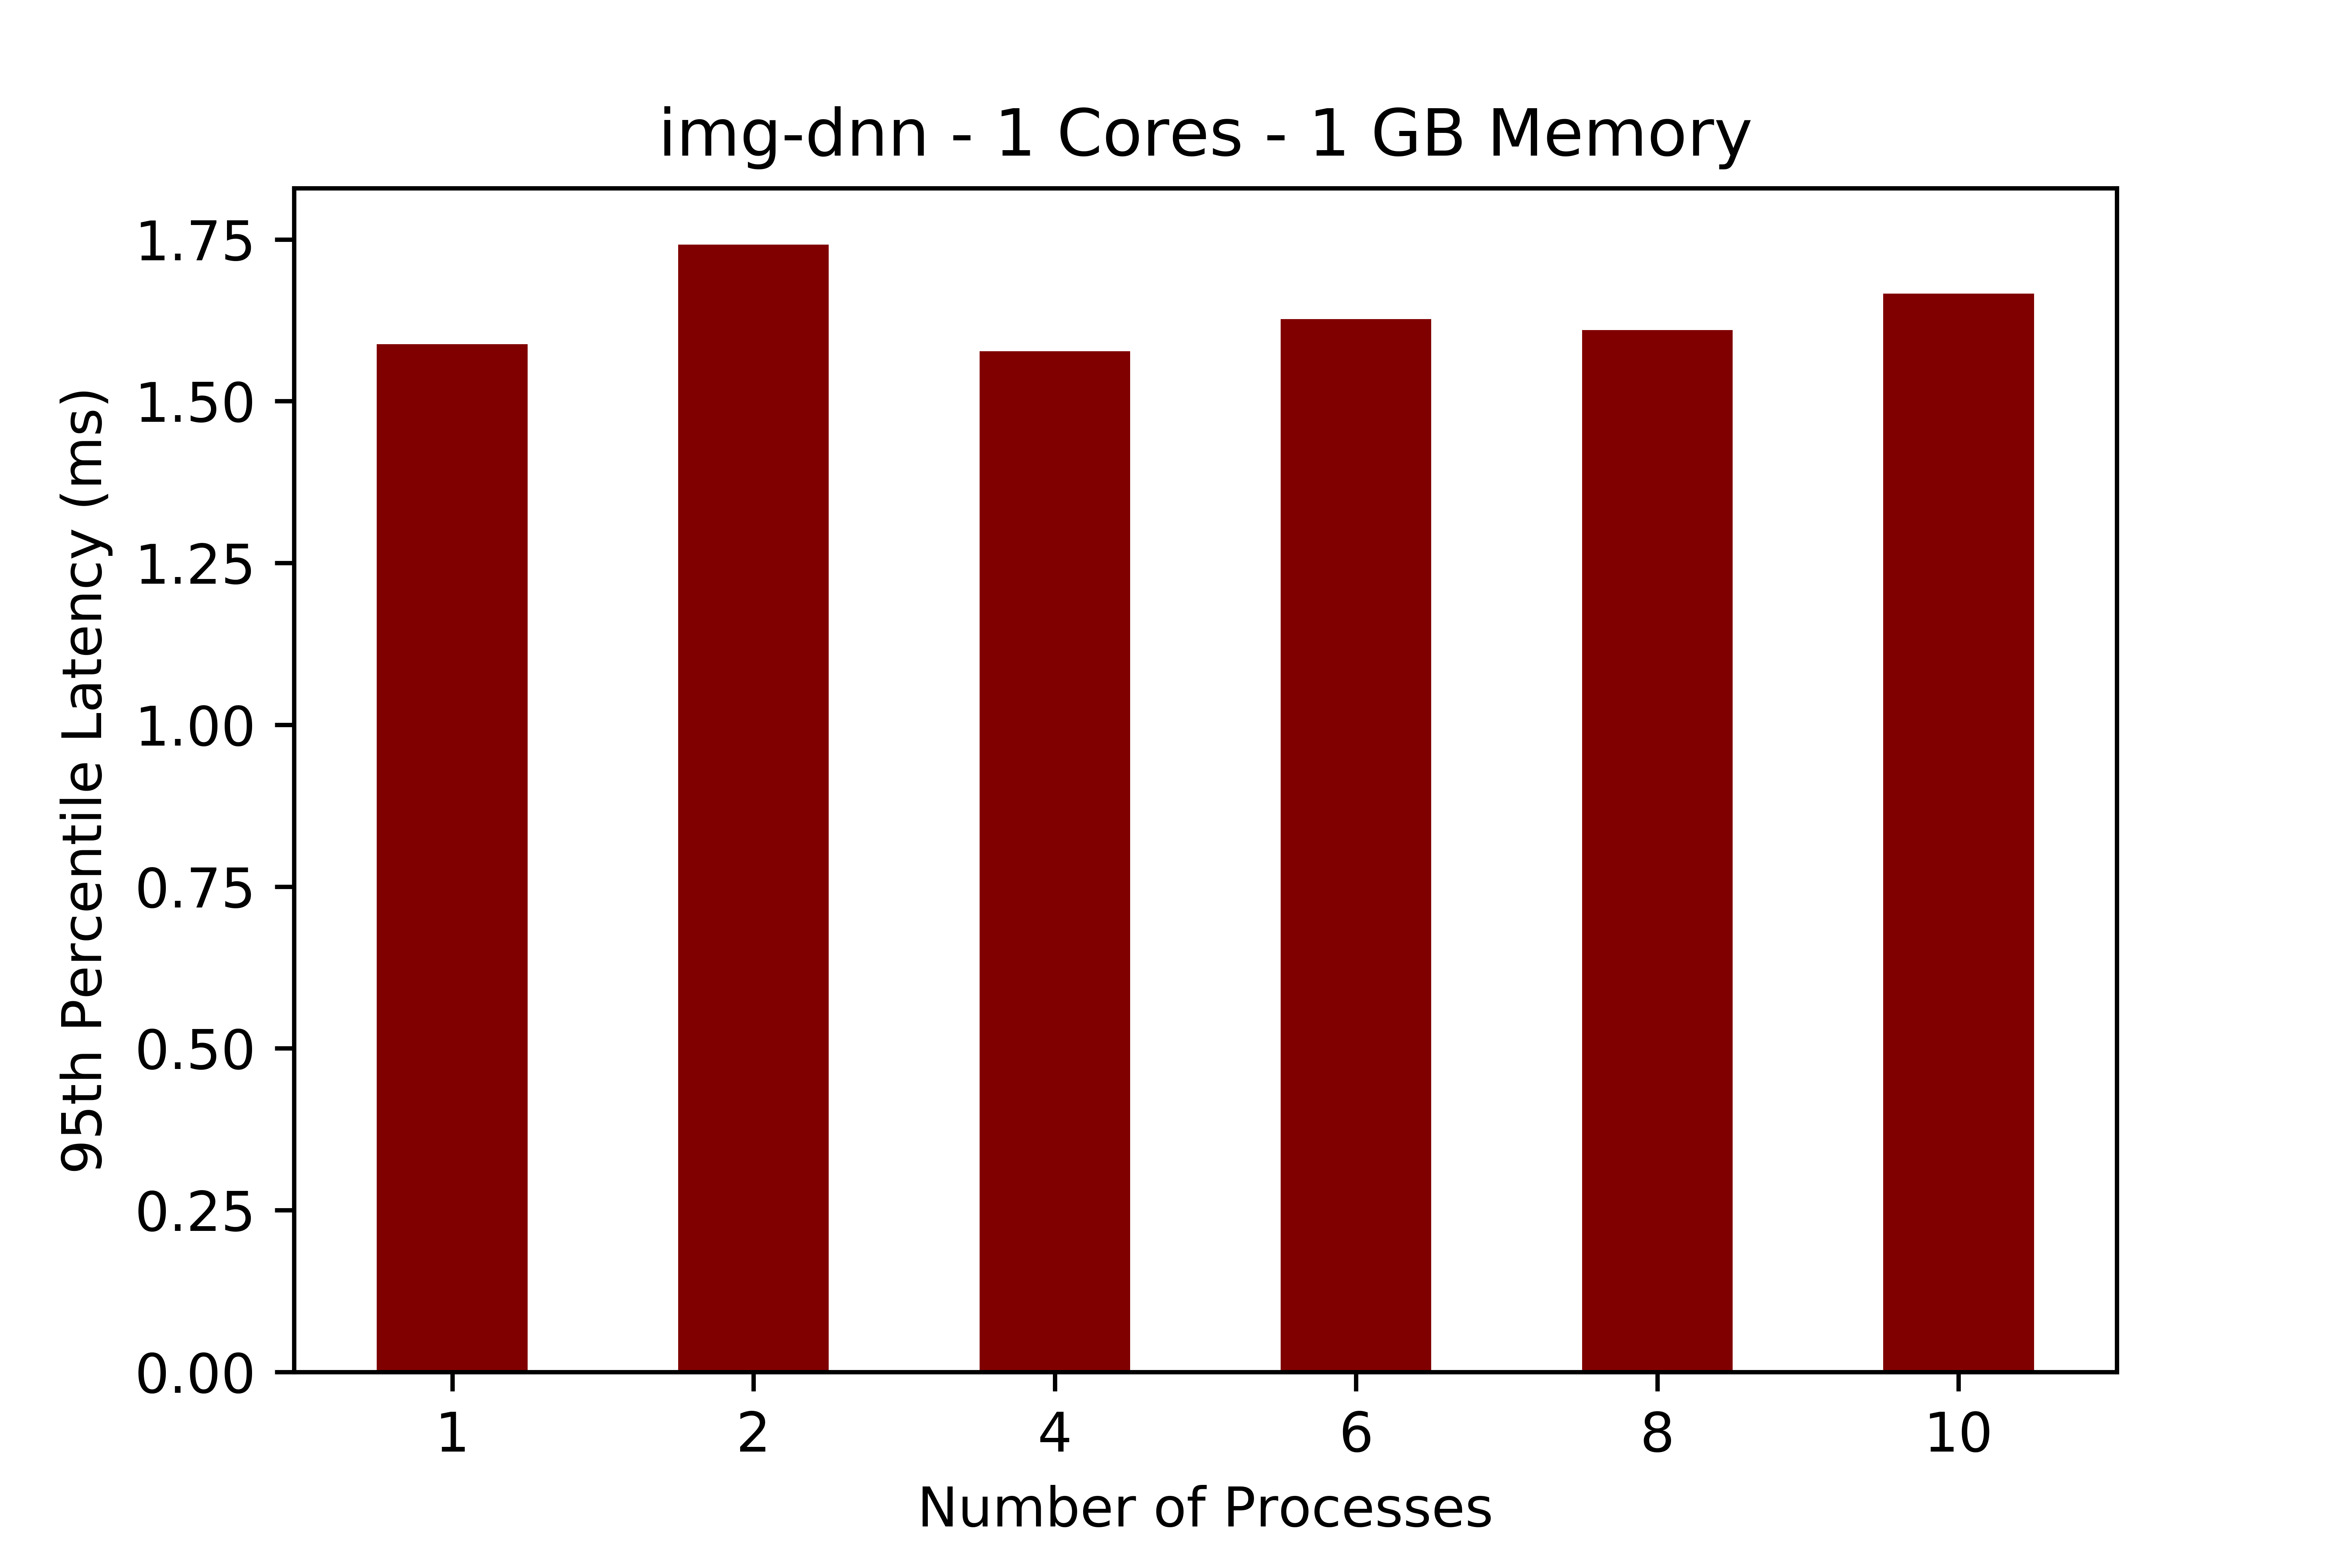 img-dnn - 1 Cores - 1 GB Memory
95th Percentile Latency (ms)
1.75
1.50
1.25
1.00
0.75
0.50
0.25
0.00
1 2 4 6 8 10
Number of Processes